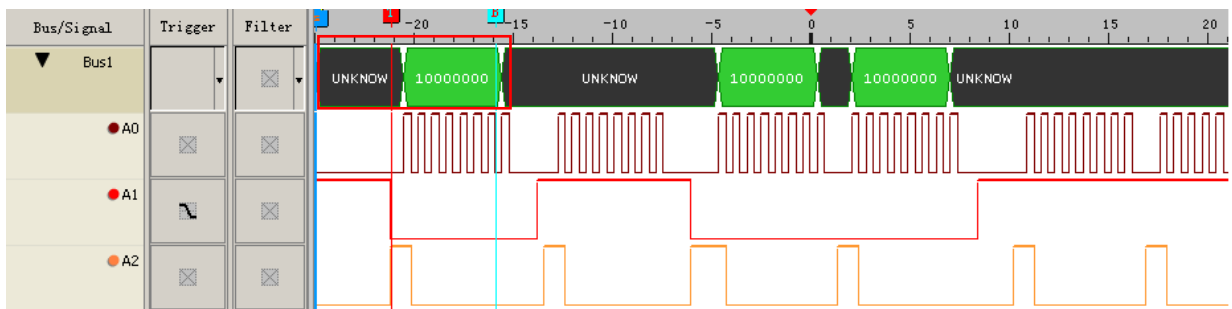 Bus/Signal Trigger Filter T -20 B -15 -10 -5 0 5 10 15 20
Bus1 UNKNOW 10000000 UNKNOW 10000000 10000000 UNKNOW
A0
A1
A2